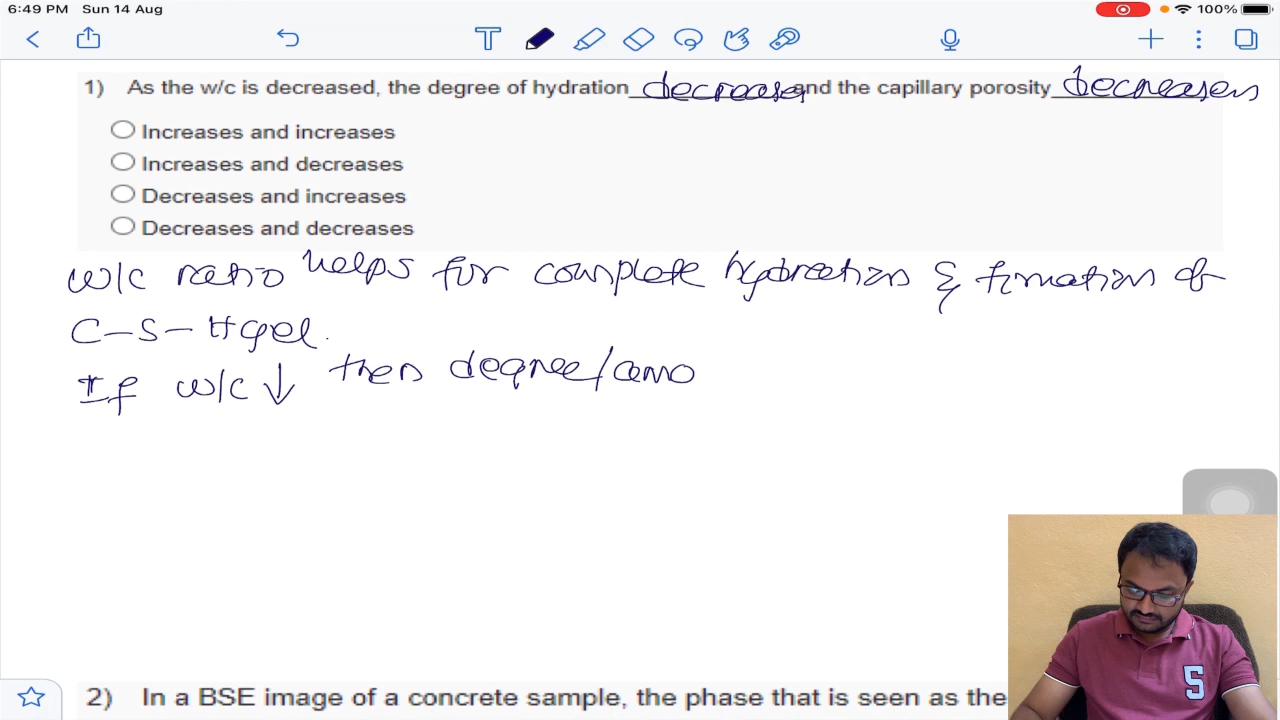 6:49 PM Sun 14 Aug 100%
1) As the w/c is decreased, the degree of hydration decreases and the capillary porosity decreases
Increases and increases
Increases and decreases
Decreases and increases
Decreases and decreases
w/c ratio helps for complete hydration & formation of
C-S-H gel.
If w/c ↓ then degree/amo
S
2) In a BSE image of a concrete sample, the phase that is seen as the